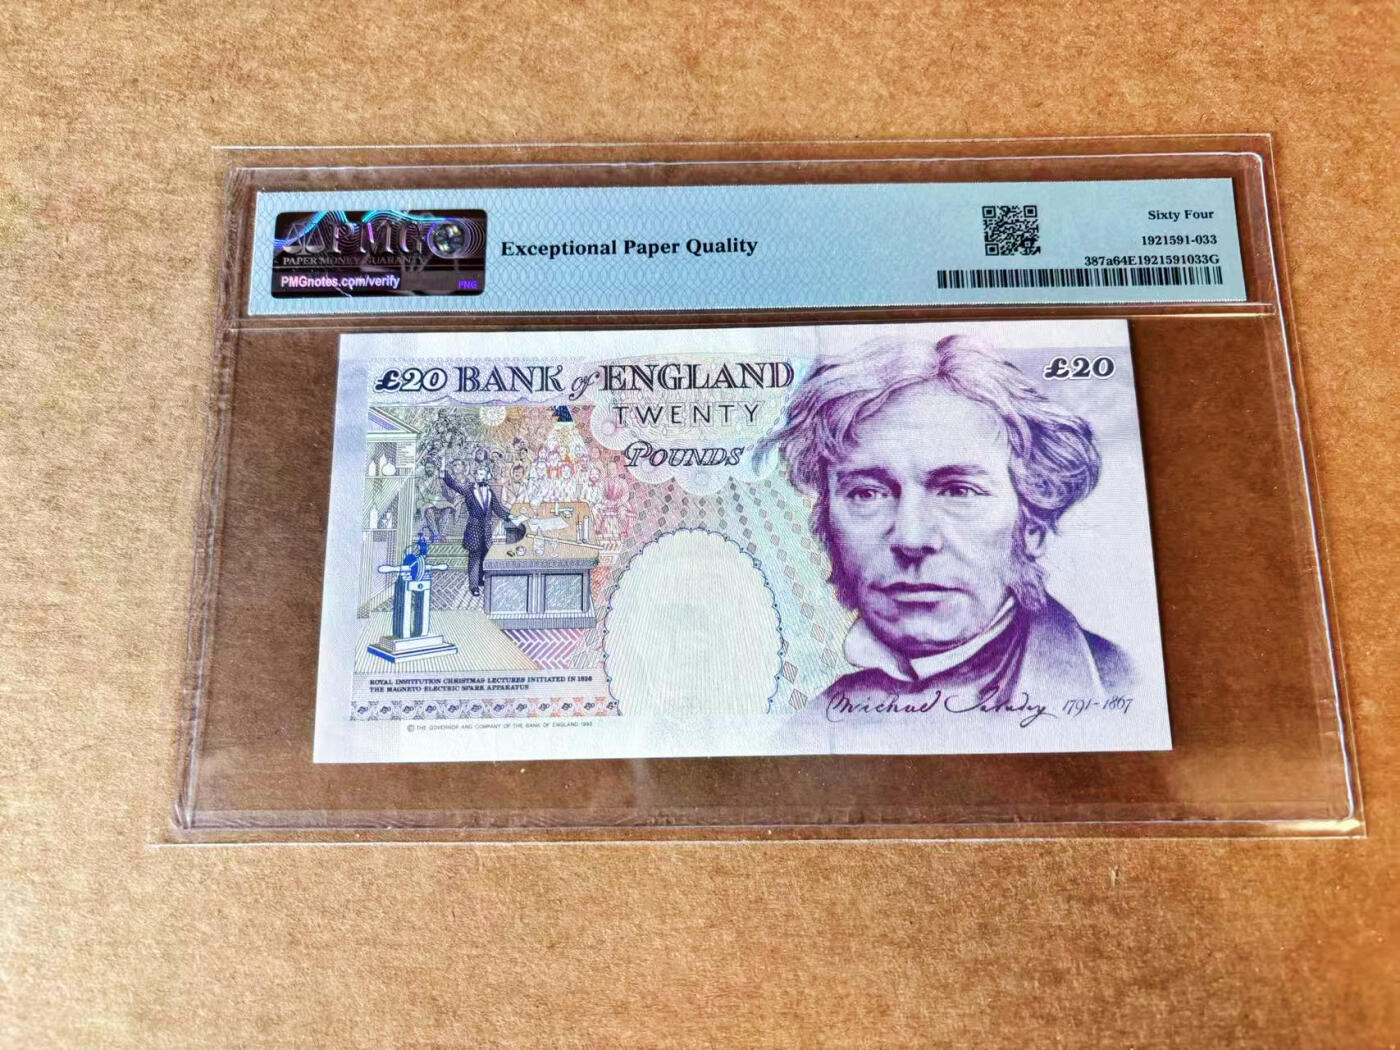 PMG
PAPER MONEY GUARANTY
PMGnotes.com/verify
PNG
Exceptional Paper Quality
Sixty Four
1921591-033
387a64E1921591033G
£20 BANK of ENGLAND
£20
TWENTY
POUNDS
ROYAL INSTITUTION CHRISTMAS LECTURES INITIATED IN 1826
THE MAGNETO ELECTRIC SPARK APPARATUS
Michael Faraday 1791-1867
© THE GOVERNOR AND COMPANY OF THE BANK OF ENGLAND 1993